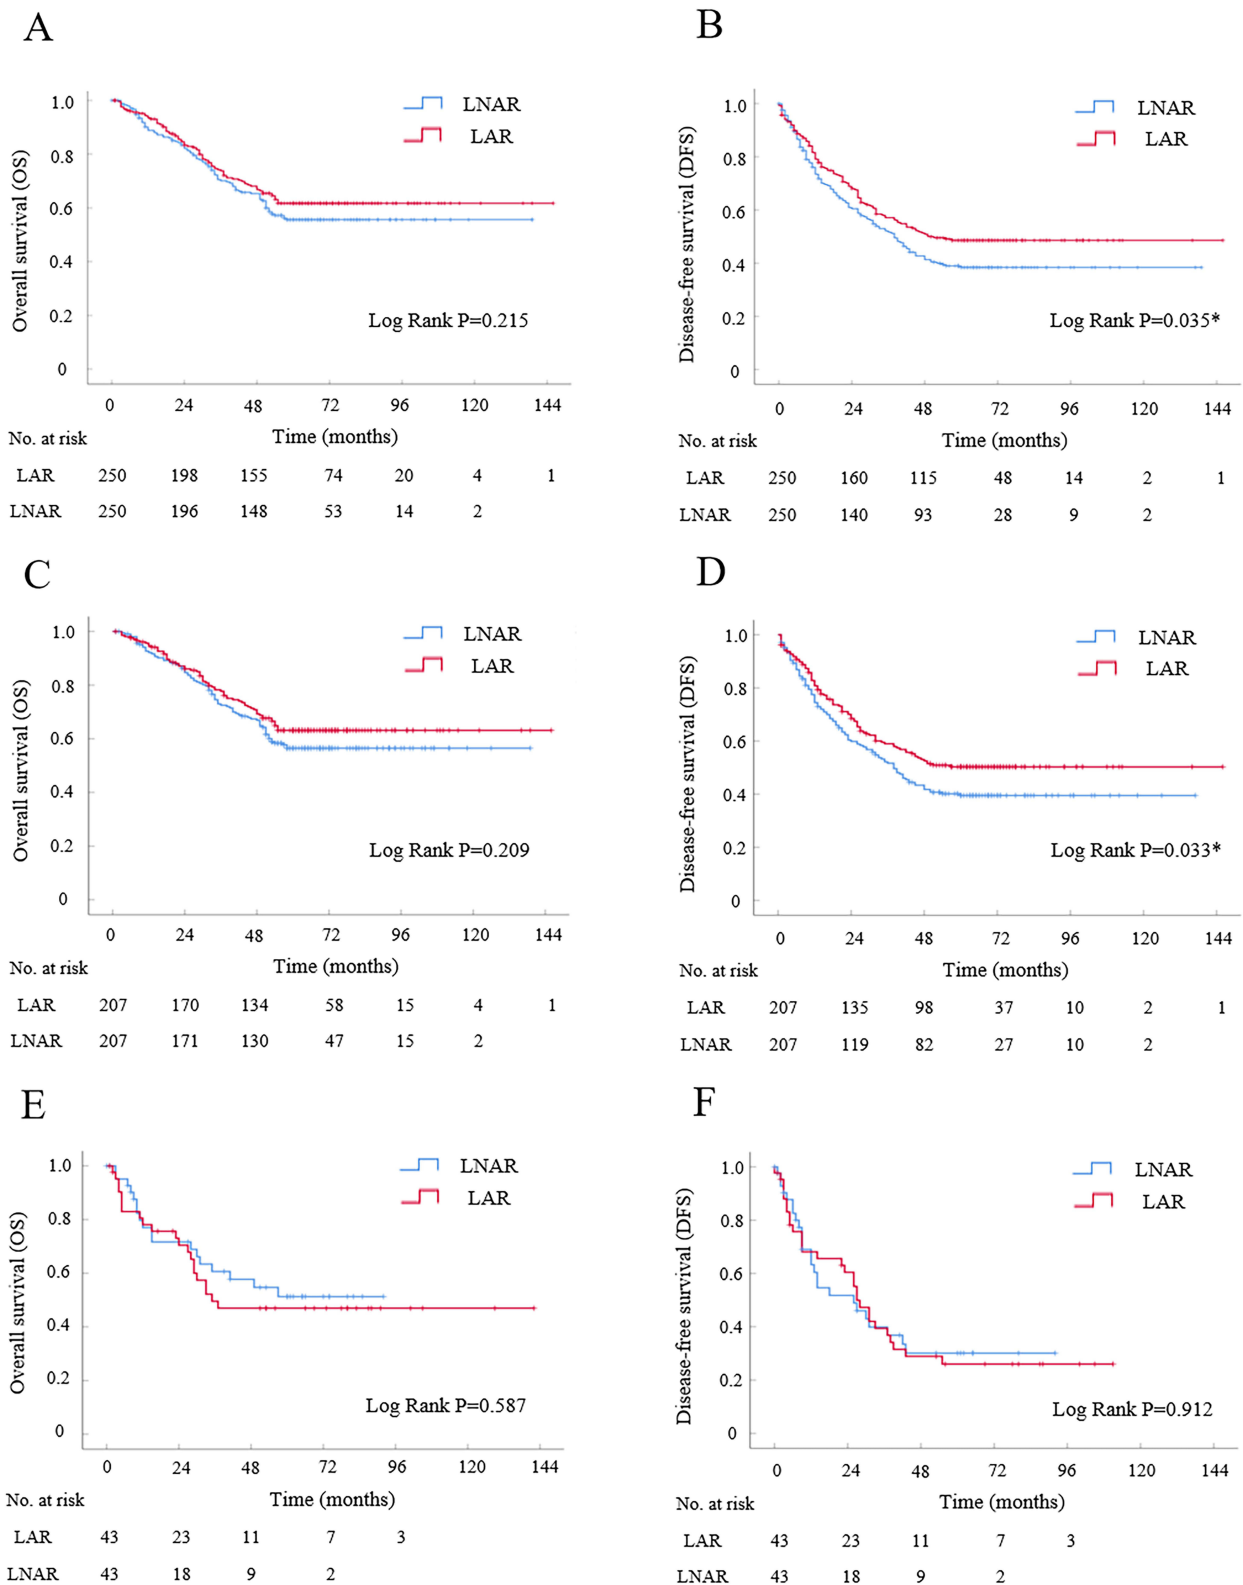 A
Overall survival (OS)
1.0
0.8
0.6
0.4
0.2
0
LNAR
LAR
Log Rank P=0.215
0 24 48 72 96 120 144
No. at risk Time (months)
LAR 250 198 155 74 20 4 1
LNAR 250 196 148 53 14 2
B
Disease-free survival (DFS)
1.0
0.8
0.6
0.4
0.2
0
LNAR
LAR
Log Rank P=0.035*
0 24 48 72 96 120 144
No. at risk Time (months)
LAR 250 160 115 48 14 2 1
LNAR 250 140 93 28 9 2
C
Overall survival (OS)
1.0
0.8
0.6
0.4
0.2
0
LNAR
LAR
Log Rank P=0.209
0 24 48 72 96 120 144
No. at risk Time (months)
LAR 207 170 134 58 15 4 1
LNAR 207 171 130 47 15 2
D
Disease-free survival (DFS)
1.0
0.8
0.6
0.4
0.2
0
LNAR
LAR
Log Rank P=0.033*
0 24 48 72 96 120 144
No. at risk Time (months)
LAR 207 135 98 37 10 2 1
LNAR 207 119 82 27 10 2
E
Overall survival (OS)
1.0
0.8
0.6
0.4
0.2
0
LNAR
LAR
Log Rank P=0.587
0 24 48 72 96 120 144
No. at risk Time (months)
LAR 43 23 11 7 3
LNAR 43 18 9 2
F
Disease-free survival (DFS)
1.0
0.8
0.6
0.4
0.2
0
LNAR
LAR
Log Rank P=0.912
0 24 48 72 96 120 144
No. at risk Time (months)
LAR 43 23 11 7 3
LNAR 43 18 9 2